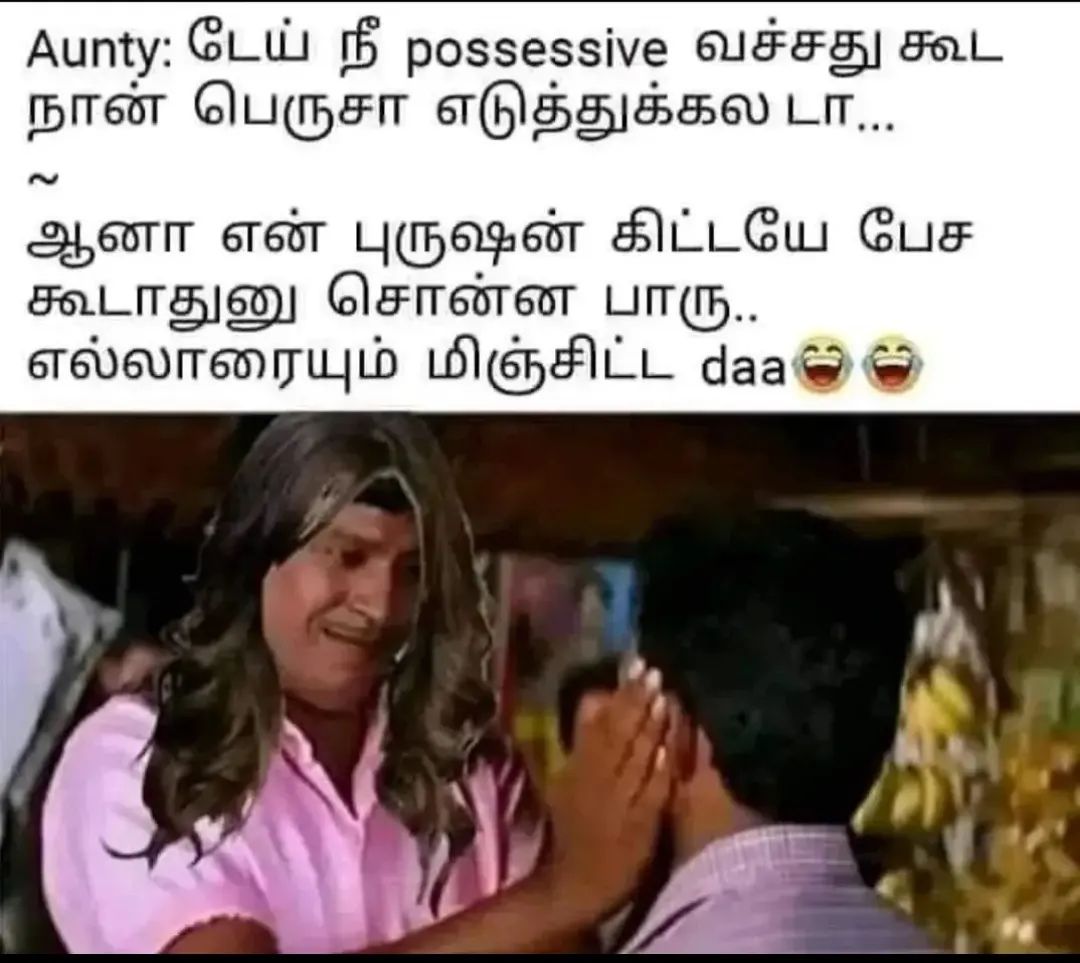 Aunty: டேய் நீ possessive வச்சது கூட
நான் பெருசா எடுத்துக்கல டா...
~
ஆனா என் புருஷன் கிட்டயே பேச
கூடாதுனு சொன்ன பாரு..
எல்லாரையும் மிஞ்சிட்ட daa😂😂